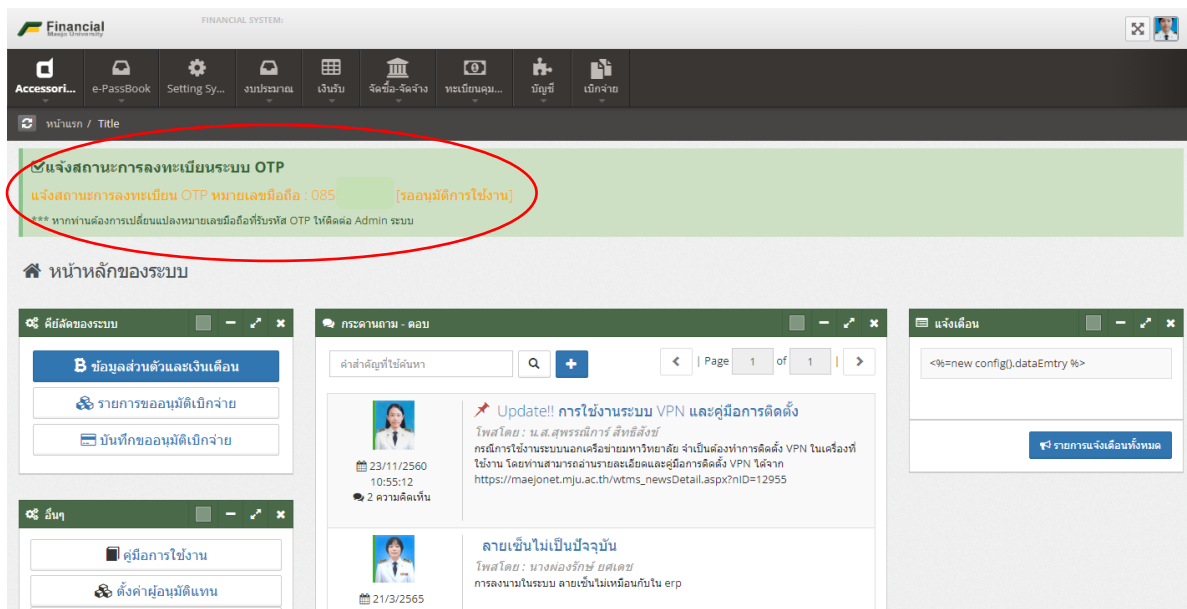 Financial
Maejo University
FINANCIAL SYSTEM:
Accessori... e-PassBook Setting Sy... งบประมาณ เงินรับ จัดซื้อ-จัดจ้าง ทะเบียนคุม... บัญชี เบิกจ่าย
หน้าแรก / Title
แจ้งสถานะการลงทะเบียนระบบ OTP
แจ้งสถานะการลงทะเบียน OTP หมายเลขมือถือ : 085 [รออนุมัติการใช้งาน]
*** หากท่านต้องการเปลี่ยนแปลงหมายเลขมือถือที่รับรหัส OTP ให้ติดต่อ Admin ระบบ
หน้าหลักของระบบ
คีย์ลัดของระบบ
ข้อมูลส่วนตัวและเงินเดือน
รายการขออนุมัติเบิกจ่าย
บันทึกขออนุมัติเบิกจ่าย
อื่นๆ
คู่มือการใช้งาน
ตั้งค่าผู้อนุมัติแทน
กระดานถาม - ตอบ
คำสำคัญที่ใช้ค้นหา
| Page 1 of 1 |
Update!! การใช้งานระบบ VPN และคู่มือการติดตั้ง
โพสโดย : น.ส.สุพรรณิการ์ สิทธิสังข์
กรณีการใช้งานระบบนอกเครือข่ายมหาวิทยาลัย จำเป็นต้องทำการติดตั้ง VPN ในเครื่องที่
ใช้งาน โดยท่านสามารถอ่านรายละเอียดและคู่มือการติดตั้ง VPN ได้จาก
https://maejonet.mju.ac.th/wtms_newsDetail.aspx?nID=12955
23/11/2560
10:55:12
2 ความคิดเห็น
ลายเซ็นไม่เป็นปัจจุบัน
โพสโดย : นางผ่องรักษ์ ยศเดช
การลงนามในระบบ ลายเซ็นไม่เหมือนกับใน erp
21/3/2565
แจ้งเตือน
<%=new config().dataEmtry %>
รายการแจ้งเตือนทั้งหมด